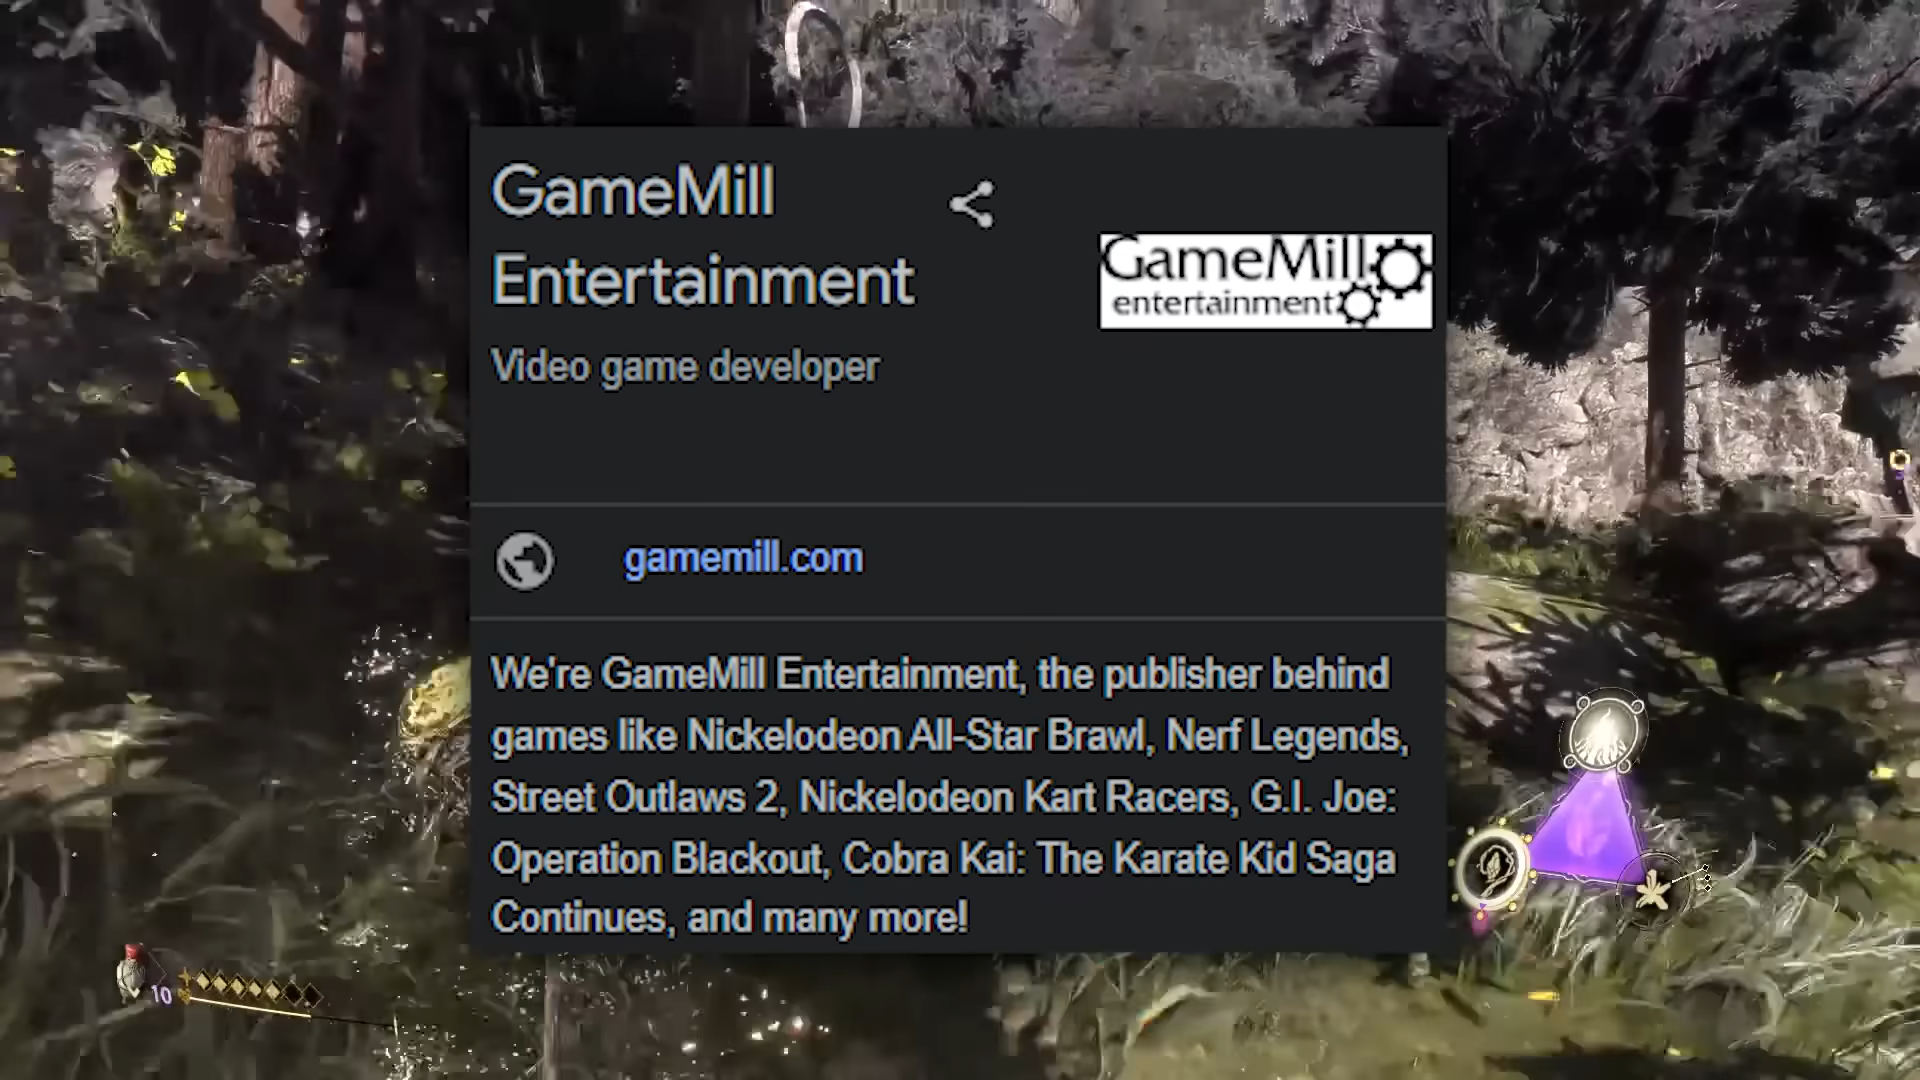 GameMill
Entertainment
GameMill
entertainment
Video game developer
gamemill.com
We're GameMill Entertainment, the publisher behind
games like Nickelodeon All-Star Brawl, Nerf Legends,
Street Outlaws 2, Nickelodeon Kart Racers, G.I. Joe:
Operation Blackout, Cobra Kai: The Karate Kid Saga
Continues, and many more!
10